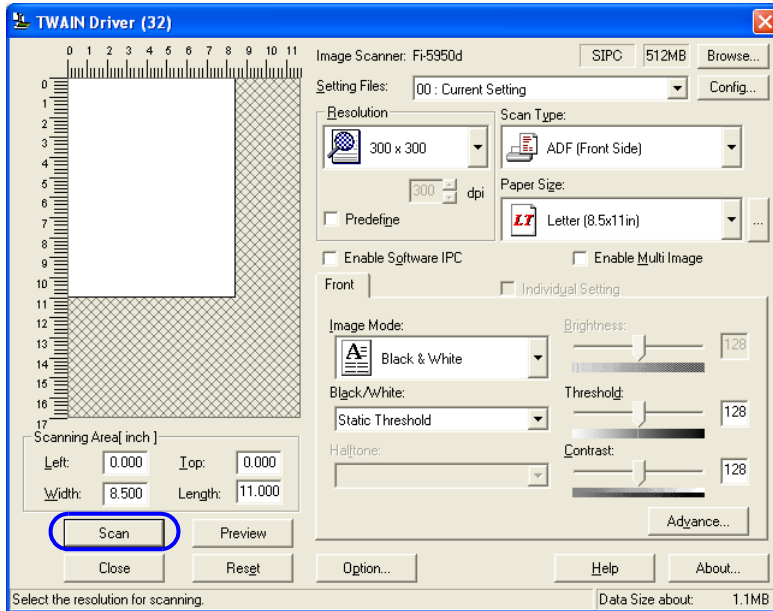 TWAIN Driver (32)
0 1 2 3 4 5 6 7 8 9 10 11
Image Scanner: Fi-5950d SIPC 512MB Browse...
Setting Files: 00 : Current Setting Config...
0
1
2
3
4
5
6
7
8
9
10
11
12
13
14
15
16
17
Resolution
300 x 300
300 dpi
Predefine
Scan Type:
ADF (Front Side)
Paper Size:
LT Letter (8.5x11in) ...
Enable Software IPC Enable Multi Image
Front Individual Setting
Image Mode:
A Black & White
Black/White:
Static Threshold
Halftone:
Brightness:
128
Threshold:
128
Contrast:
128
Advance...
Scanning Area[ inch ]
Left: 0.000 Top: 0.000
Width: 8.500 Length: 11.000
Scan Preview
Close Reset Option... Help About...
Select the resolution for scanning. Data Size about: 1.1MB